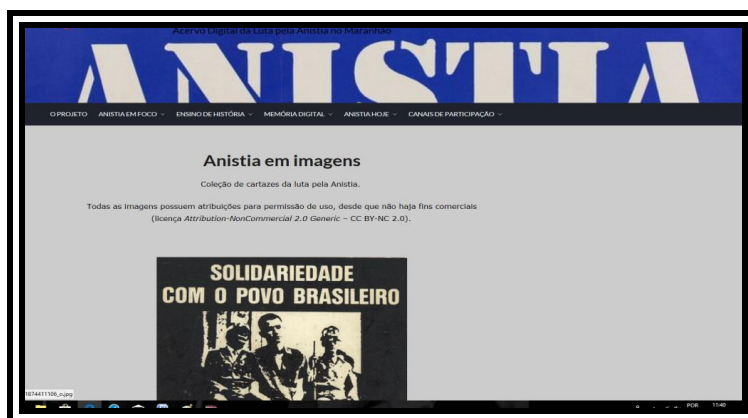 Acervo Digital da Luta pela Anistia no Maranhão
ANISTIA
O PROJETO ANISTIA EM FOCO ENSINO DE HISTÓRIA MEMÓRIA DIGITAL ANISTIA HOJE CANAIS DE PARTICIPAÇÃO
Anistia em imagens
Coleção de cartazes da luta pela Anistia.
Todas as imagens possuem atribuições para permissão de uso, desde que não haja fins comerciais
(licença Attribution-NonCommercial 2.0 Generic – CC BY-NC 2.0).
SOLIDARIEDADE
COM O POVO BRASILEIRO
1874411106_o.jpg
POR 11:40